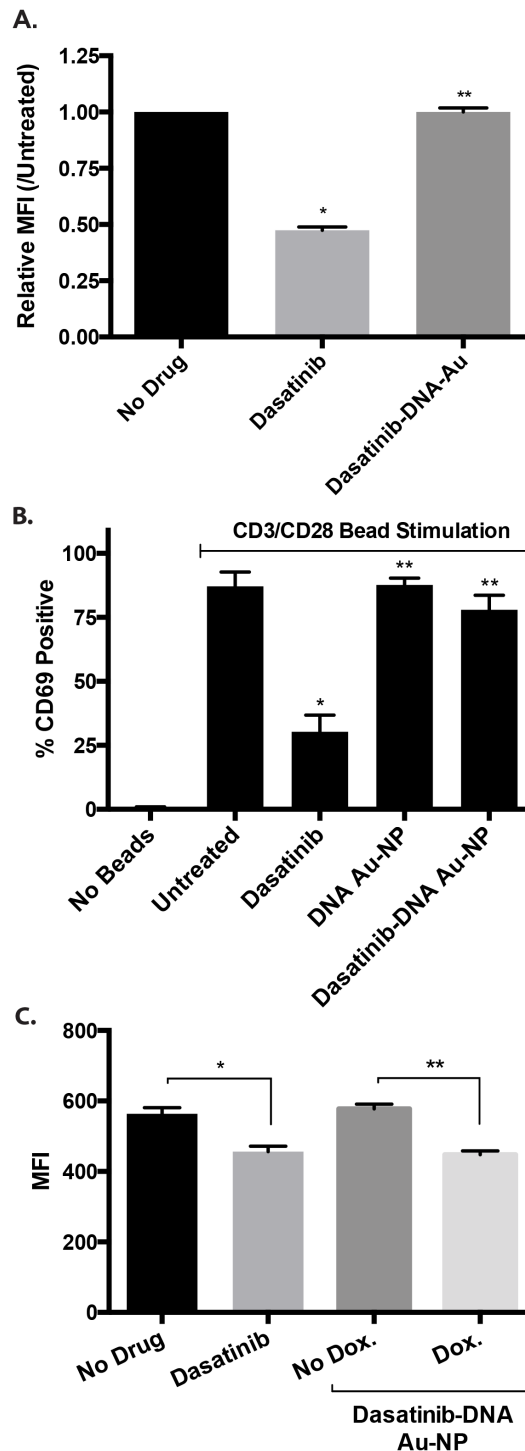 A.
Relative MFI (/Untreated)
1.25
1.00
0.75
0.50
0.25
0.00
*
**
No Drug
Dasatinib
Dasatinib-DNA-Au
B.
CD3/CD28 Bead Stimulation
% CD69 Positive
100
75
50
25
0
*
**
**
No Beads
Untreated
Dasatinib
DNA Au-NP
Dasatinib-DNA Au-NP
C.
MFI
800
600
400
200
0
*
**
No Drug
Dasatinib
No Dox.
Dox.
Dasatinib-DNA
Au-NP